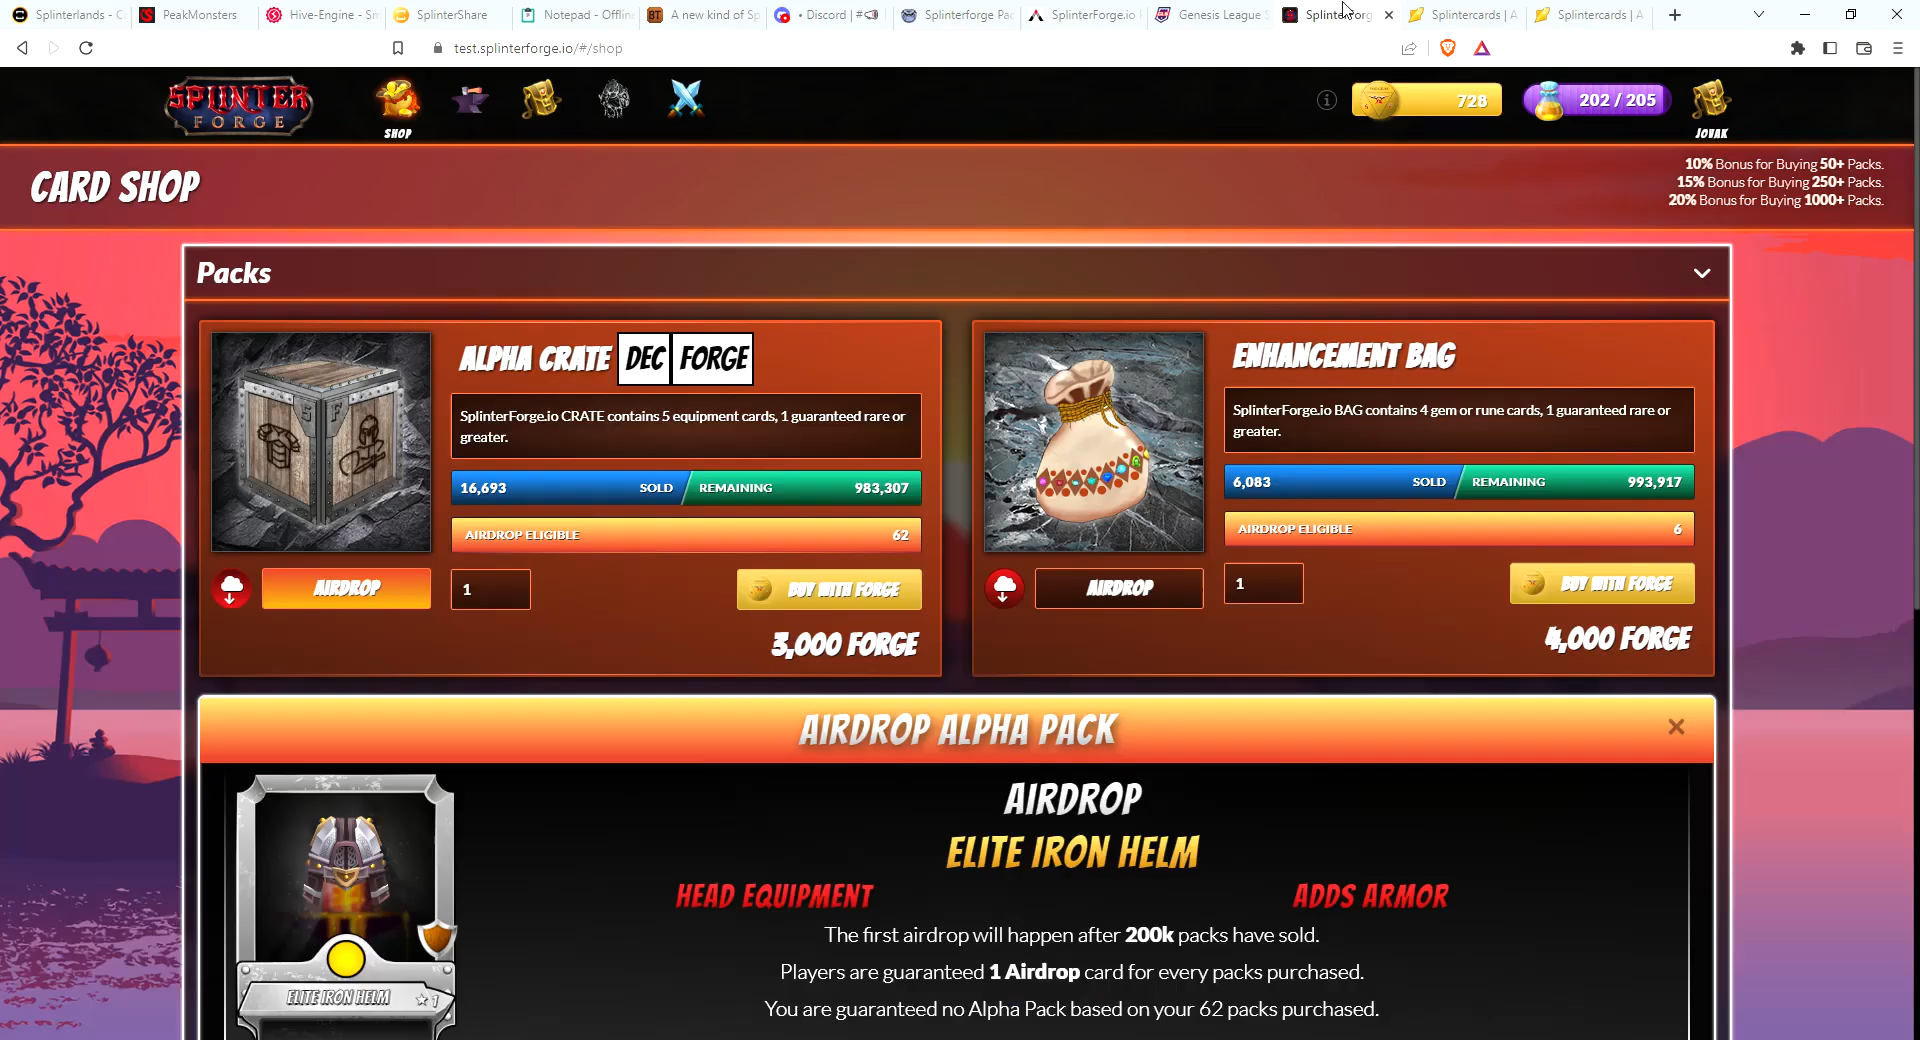 Splinterlands - C
PeakMonsters
Hive-Engine - Sm
SplinterShare
Notepad - Offline
A new kind of Sp
• Discord | #
Splinterforge Pac
SplinterForge.io
Genesis League S
SplinterForg
Splintercards | A
Splintercards | A
test.splinterforge.io/#/shop
SPLINTER
FORGE
SHOP
728
202 / 205
JOVAK
CARD SHOP
10% Bonus for Buying 50+ Packs.
15% Bonus for Buying 250+ Packs.
20% Bonus for Buying 1000+ Packs.
Packs
ALPHA CRATE DEC FORGE
SplinterForge.io CRATE contains 5 equipment cards, 1 guaranteed rare or
greater.
16,693 SOLD REMAINING 983,307
AIRDROP ELIGIBLE 62
AIRDROP
1
BUY WITH FORGE
3,000 FORGE
ENHANCEMENT BAG
SplinterForge.io BAG contains 4 gem or rune cards, 1 guaranteed rare or
greater.
6,083 SOLD REMAINING 993,917
AIRDROP ELIGIBLE 6
AIRDROP
1
BUY WITH FORGE
4,000 FORGE
AIRDROP ALPHA PACK
AIRDROP
ELITE IRON HELM
HEAD EQUIPMENT ADDS ARMOR
The first airdrop will happen after 200k packs have sold.
Players are guaranteed 1 Airdrop card for every packs purchased.
You are guaranteed no Alpha Pack based on your 62 packs purchased.
ELITE IRON HELM ★ 1